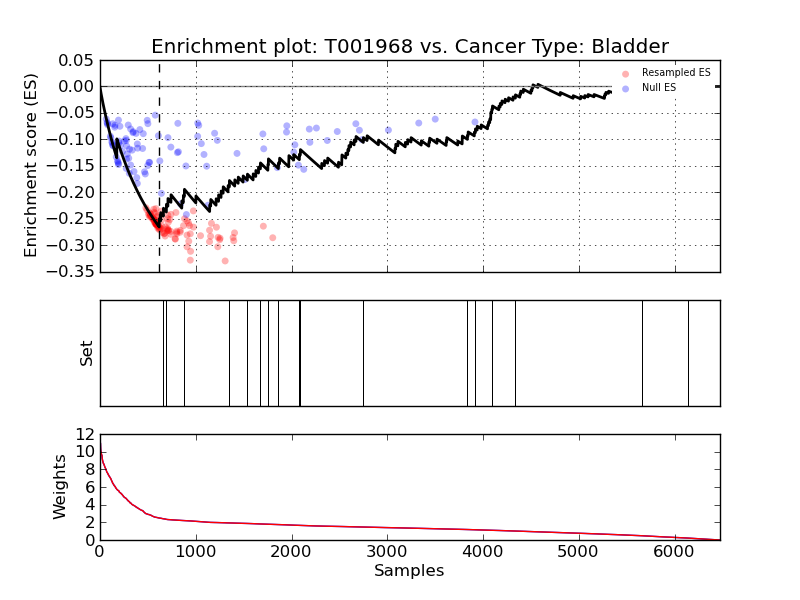 Enrichment plot: T001968 vs. Cancer Type: Bladder
Enrichment score (ES)
0.05
0.00
−0.05
−0.10
−0.15
−0.20
−0.25
−0.30
−0.35
Resampled ES
Null ES
Set
Weights
12
10
8
6
4
2
0
0 1000 2000 3000 4000 5000 6000
Samples